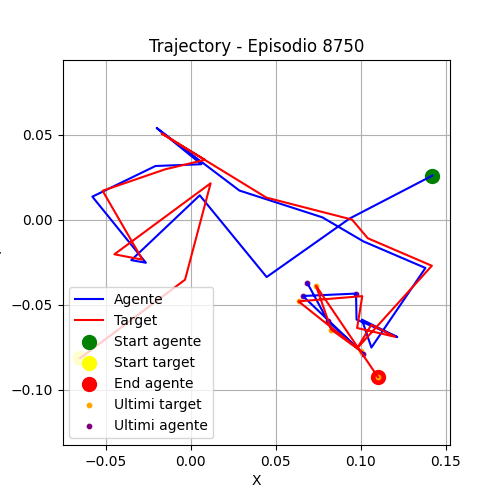 Trajectory - Episodio 8750
0.05
0.00
−0.05
−0.10
Agente
Target
Start agente
Start target
End agente
Ultimi target
Ultimi agente
−0.05
0.00
0.05
0.10
0.15
X